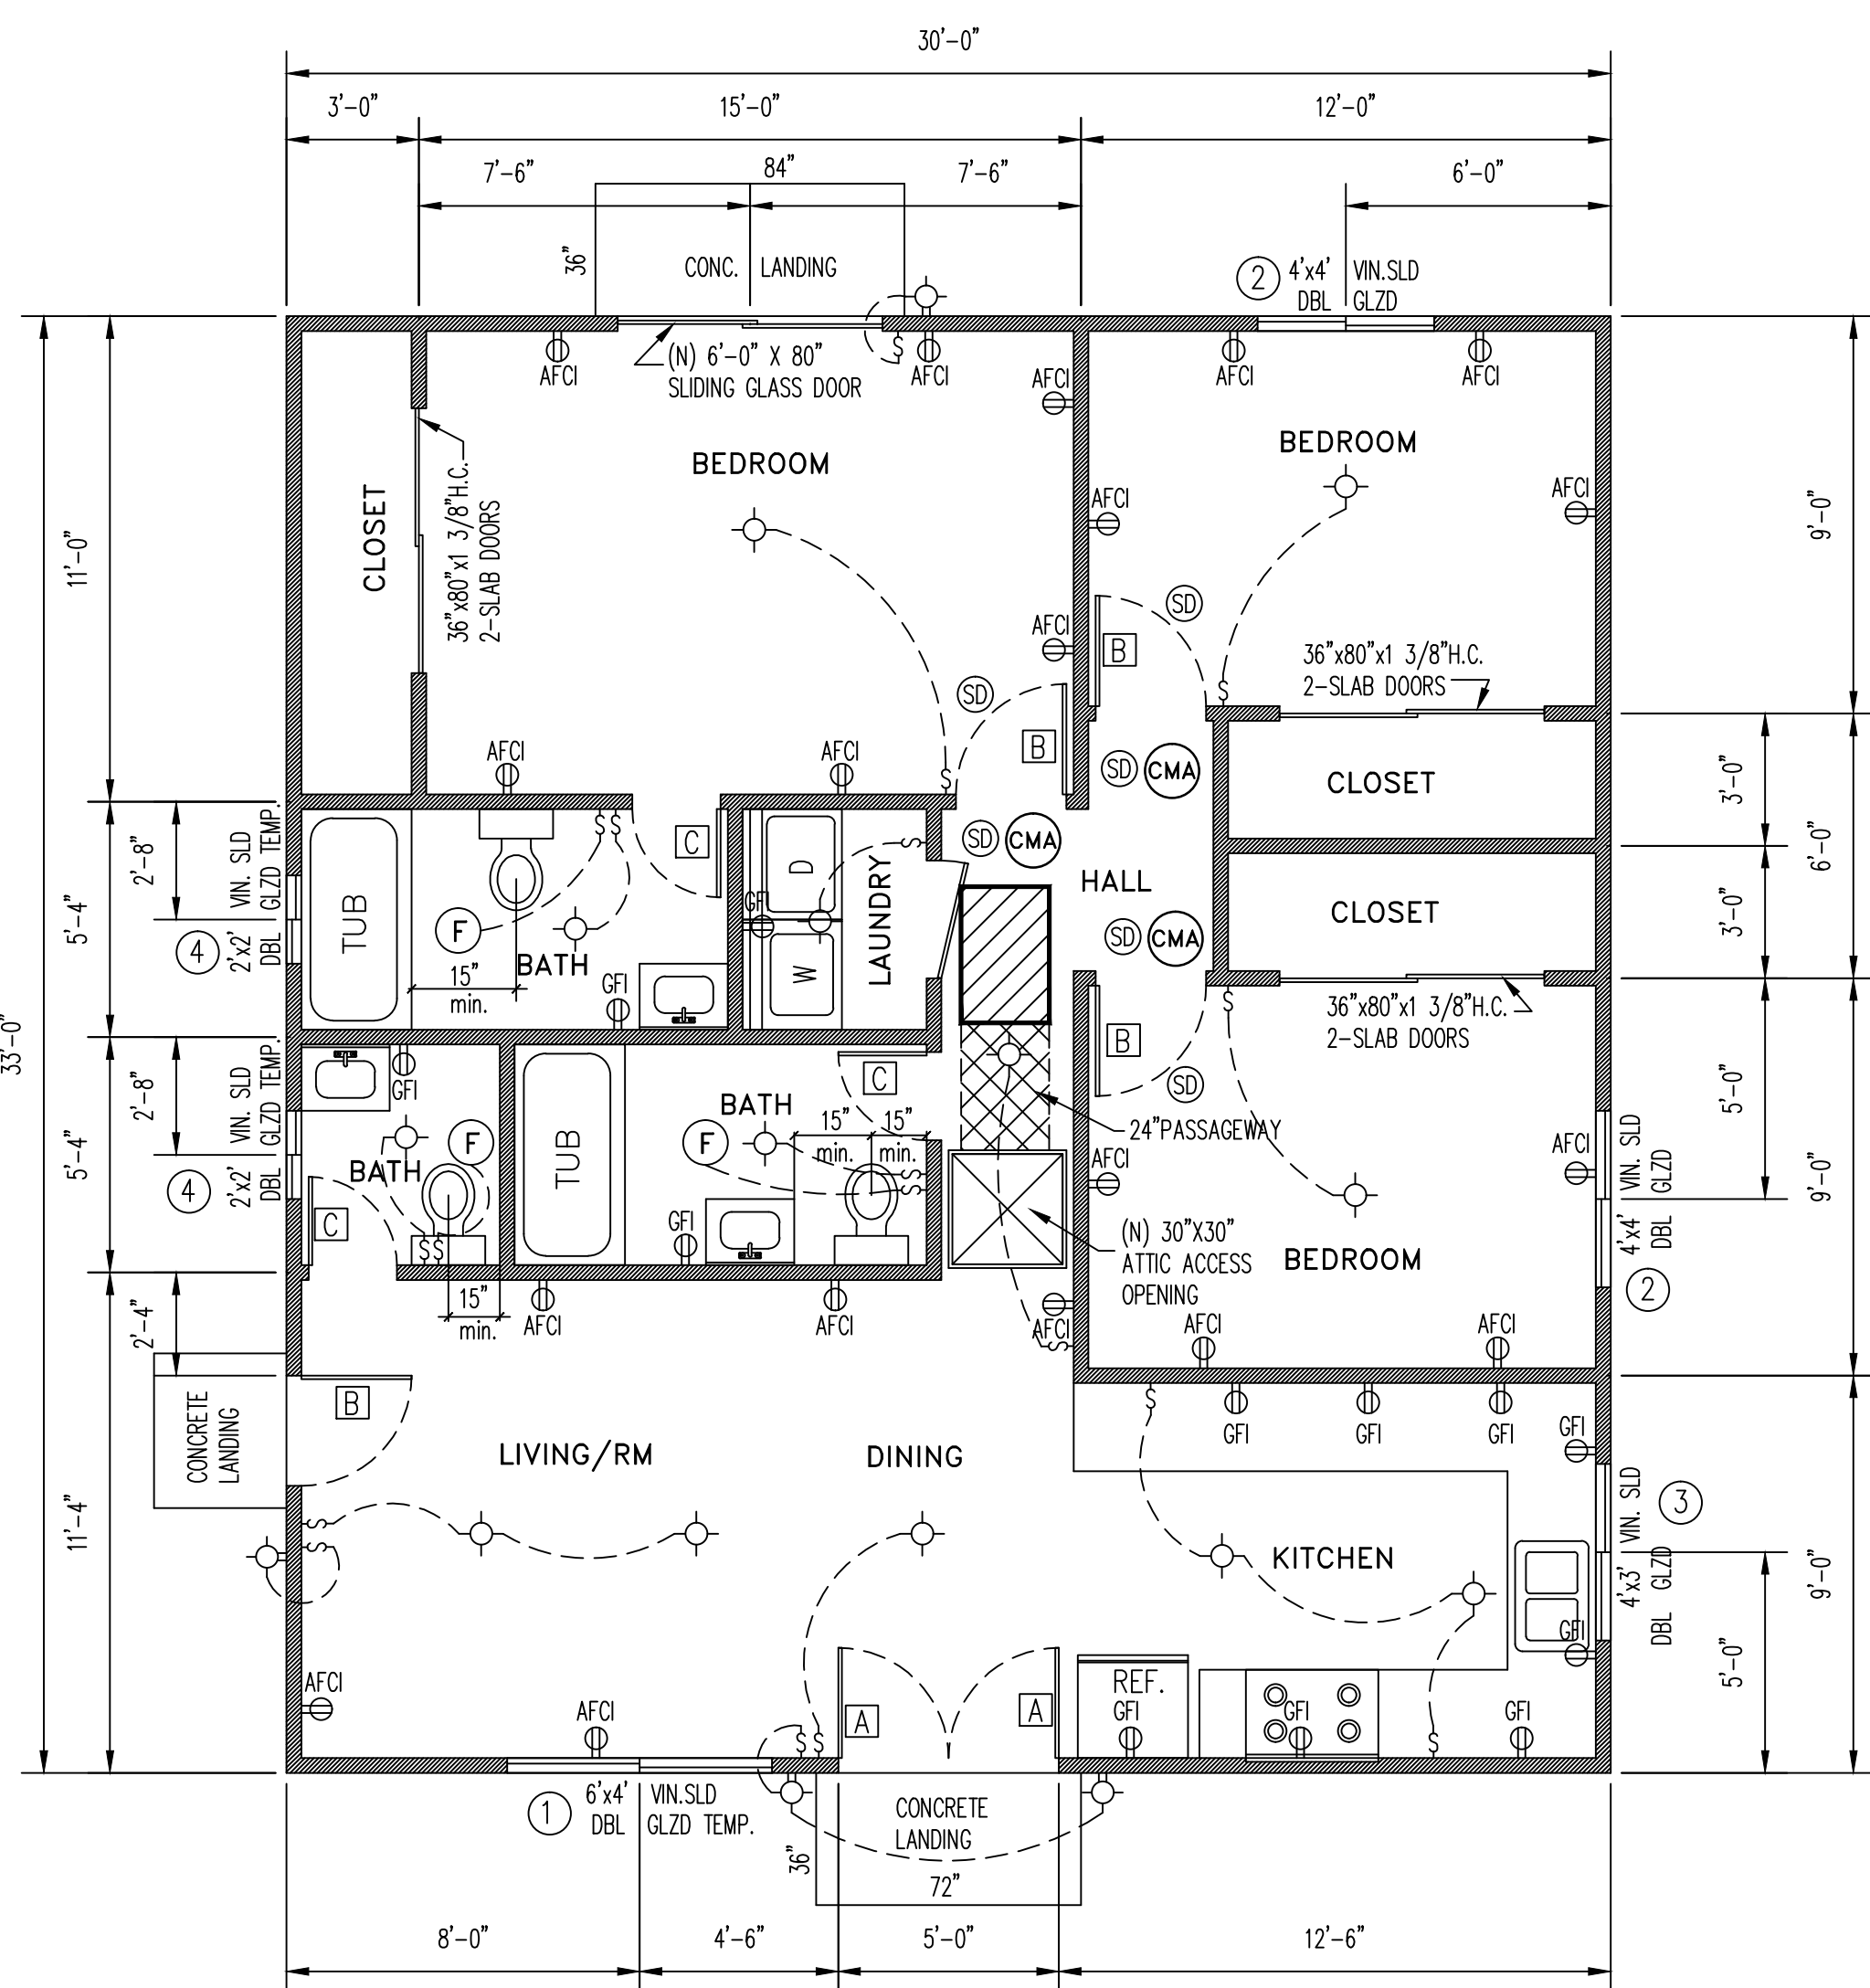 30'-0"
3'-0"
15'-0"
12'-0"
7'-6"
84"
7'-6"
6'-0"
36"
CONC. LANDING
2
4'x4' VIN.SLD
DBL GLZD
(N) 6'-0" X 80"
SLIDING GLASS DOOR
S
AFCI
AFCI
AFCI
AFCI
AFCI
BEDROOM
BEDROOM
CLOSET
36"x80"x1 3/8"H.C.
2-SLAB DOORS
AFCI
AFCI
11'-0"
9'-0"
AFCI
SD
B
36"x80"x1 3/8"H.C.
2-SLAB DOORS
SD
S
B
AFCI
AFCI
S
SD
CMA
CLOSET
3'-0"
6'-0"
2'-8"
VIN. SLD
GLZD TEMP.
S S
C
D
S
LAUNDRY
SD
CMA
HALL
5'-4"
4
2'x2'
DBL
TUB
F
BATH
GFI
W
SD
CMA
CLOSET
3'-0"
15"
min.
GFI
S
36"x80"x1 3/8"H.C.
2-SLAB DOORS
33'-0"
B
2'-8"
VIN. SLD
GLZD TEMP.
GFI
C
SD
5'-0"
BATH
15"
min.
15"
min.
24"PASSAGEWAY
5'-4"
4
2'x2'
DBL
F
BATH
TUB
F
S
S
AFCI
AFCI
VIN. SLD
GLZD
4'x4'
DBL
9'-0"
C
S S
GFI
(N) 30"X30"
ATTIC ACCESS
OPENING
BEDROOM
2
15"
min.
2'-4"
AFCI
AFCI
AFCI
S
AFCI
AFCI
B
CONCRETE
LANDING
S
GFI
GFI
GFI
GFI
LIVING/RM
DINING
VIN. SLD
GLZD
3
11'-4"
S
S
KITCHEN
4'x3'
DBL
9'-0"
GFI
5'-0"
AFCI
AFCI
A
A
REF.
GFI
GFI
GFI
S S
S
1
6'x4' VIN.SLD
DBL GLZD TEMP.
CONCRETE
LANDING
36"
72"
8'-0"
4'-6"
5'-0"
12'-6"